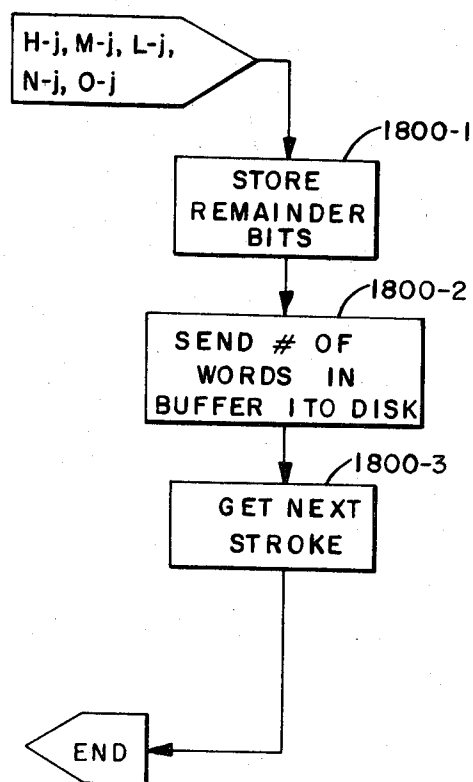 H-j, M-j, L-j,
N-j, O-j
1800-1
STORE
REMAINDER
BITS
1800-2
SEND # OF
WORDS IN
BUFFER 1 TO DISK
1800-3
GET NEXT
STROKE
END